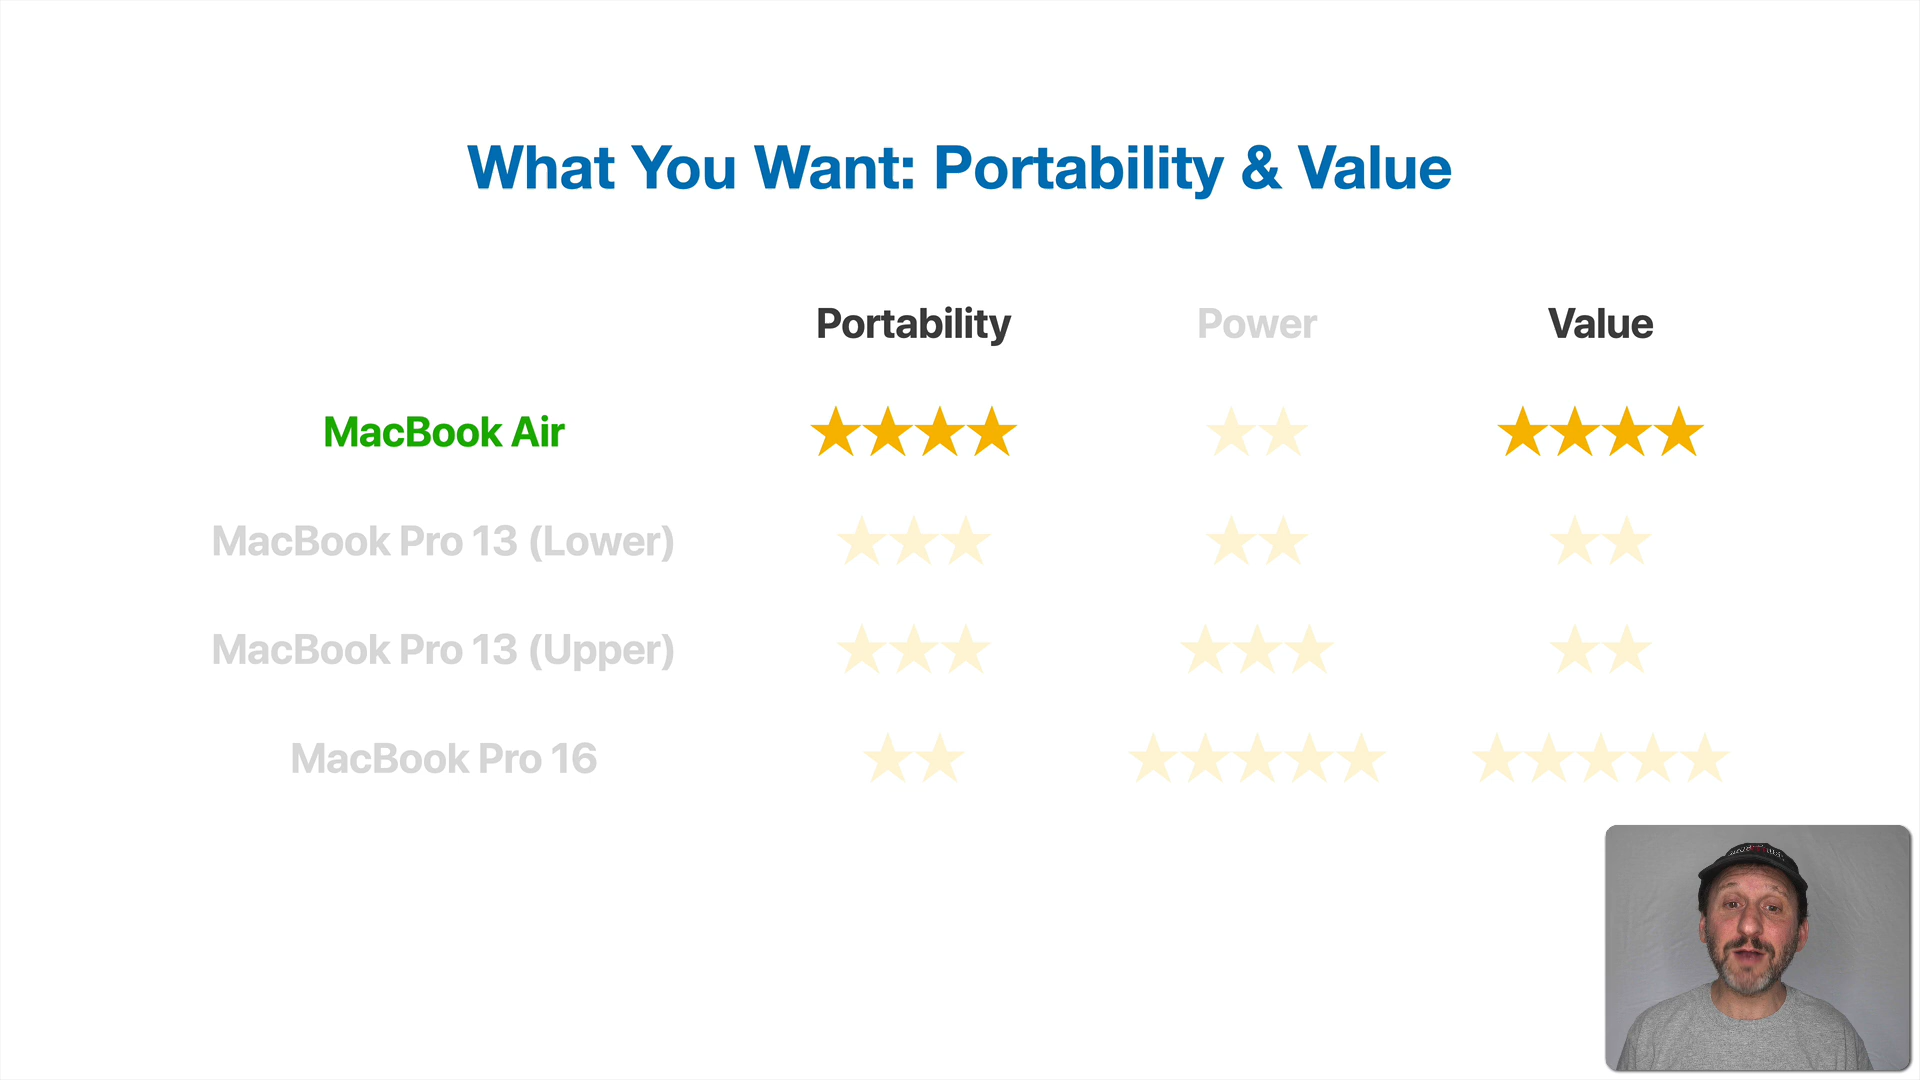 What You Want: Portability & Value
Portability Power Value
MacBook Air ★★★★ ★★ ★★★★
MacBook Pro 13 (Lower) ★★★ ★★ ★★
MacBook Pro 13 (Upper) ★★★ ★★★ ★★
MacBook Pro 16 ★★ ★★★★★ ★★★★★